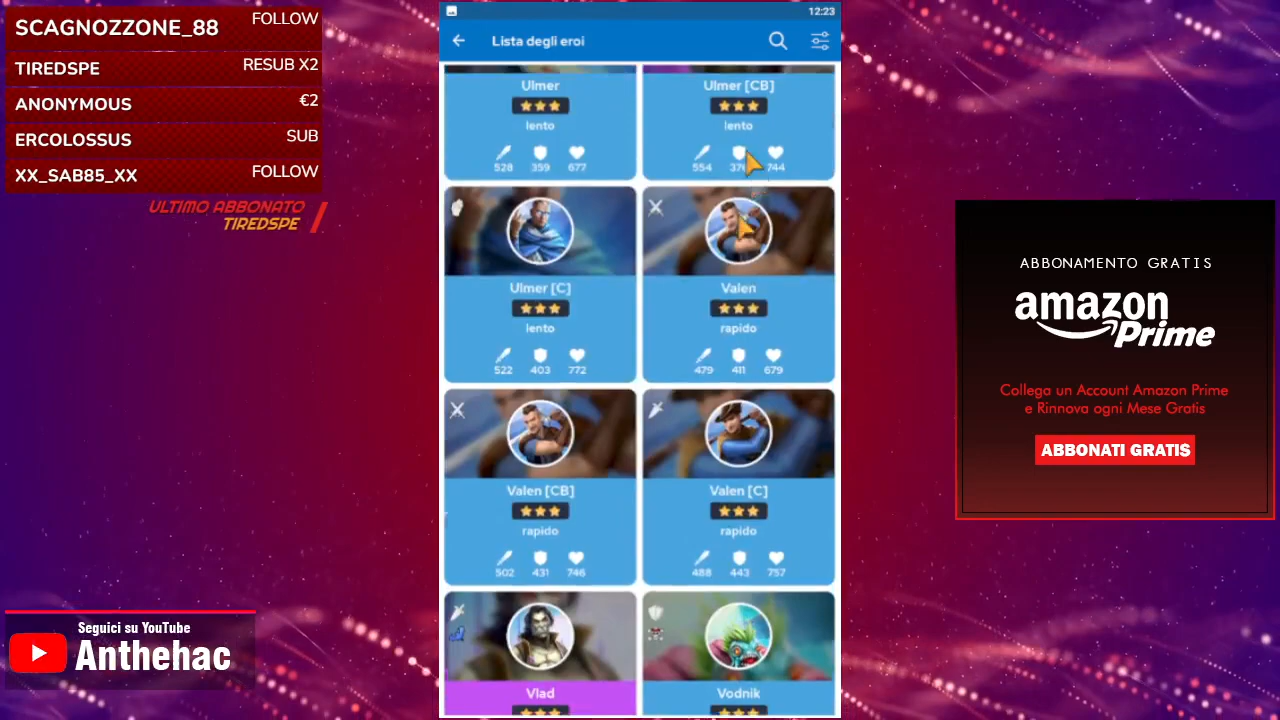 SCAGNOZZONE_88 FOLLOW
TIREDSPE RESUB X2
ANONYMOUS €2
ERCOLOSSUS SUB
XX_SAB85_XX FOLLOW
ULTIMO ABBONATO
TIREDSPE
12:23
Lista degli eroi
Ulmer
lento
528 359 677
Ulmer [CB]
lento
554 744
Ulmer [C]
lento
522 403 772
Valen
rapido
479 411 679
Valen [CB]
rapido
502 431 746
Valen [C]
rapido
488 443 757
Vlad
Vodnik
ABBONAMENTO GRATIS
amazon
Prime
Collega un Account Amazon Prime
e Rinnova ogni Mese Gratis
ABBONATI GRATIS
Seguici su YouTube
Anthehac